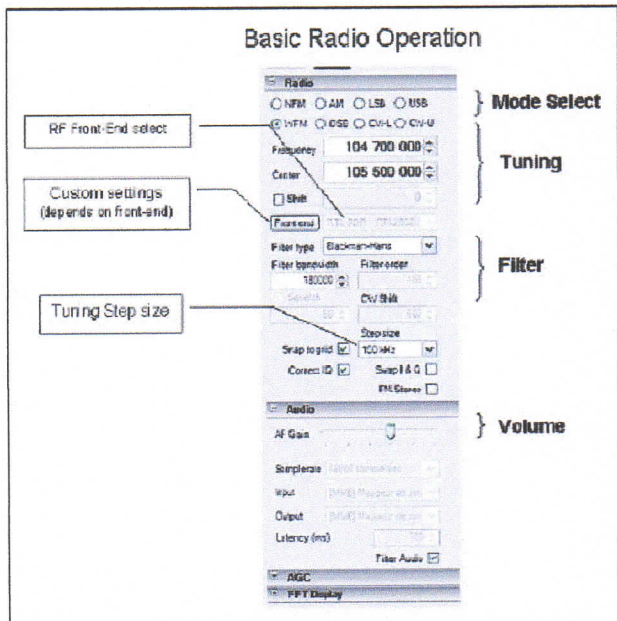 Basic Radio Operation
Radio
NFM AM LSB USB
WFM DSB CW-L CW-U
Mode Select
RF Front-End select
Frequency 104 700 000
Tuning
Center 105 500 000
Custom settings
(depends on front-end)
Shift 0
Front-end
Filter type Blackman-Harris
Filter
Filter bandwidth Filter order
180000
Squelch CW Shift
Tuning Step size
Step size
Snap to grid 100 kHz
Correct IQ Swap I & Q
FM Stereo
Audio
AF Gain
Volume
Samplerate
Input
Output
Latency (ms)
Filter Audio
AGC
FFT Display